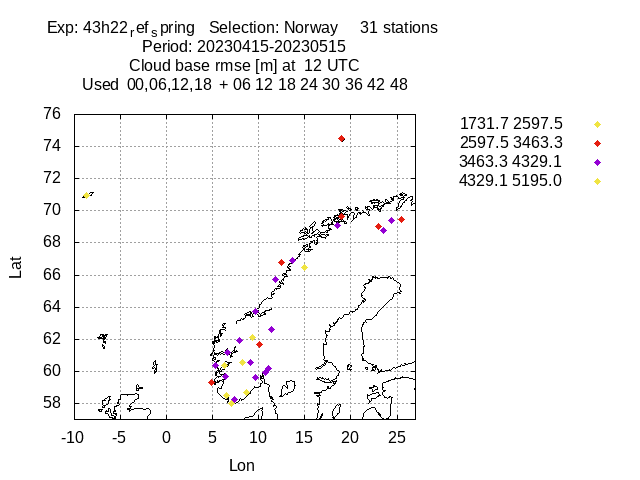 Exp: 43h22refspring   Selection: Norway     31 stations
Period: 20230415-20230515
Cloud base rmse [m] at  12 UTC
Used  00,06,12,18  + 06 12 18 24 30 36 42 48
1731.7 2597.5
2597.5 3463.3
3463.3 4329.1
4329.1 5195.0
76
74
72
70
68
66
64
62
60
58
Lat
-10 -5 0 5 10 15 20 25
Lon